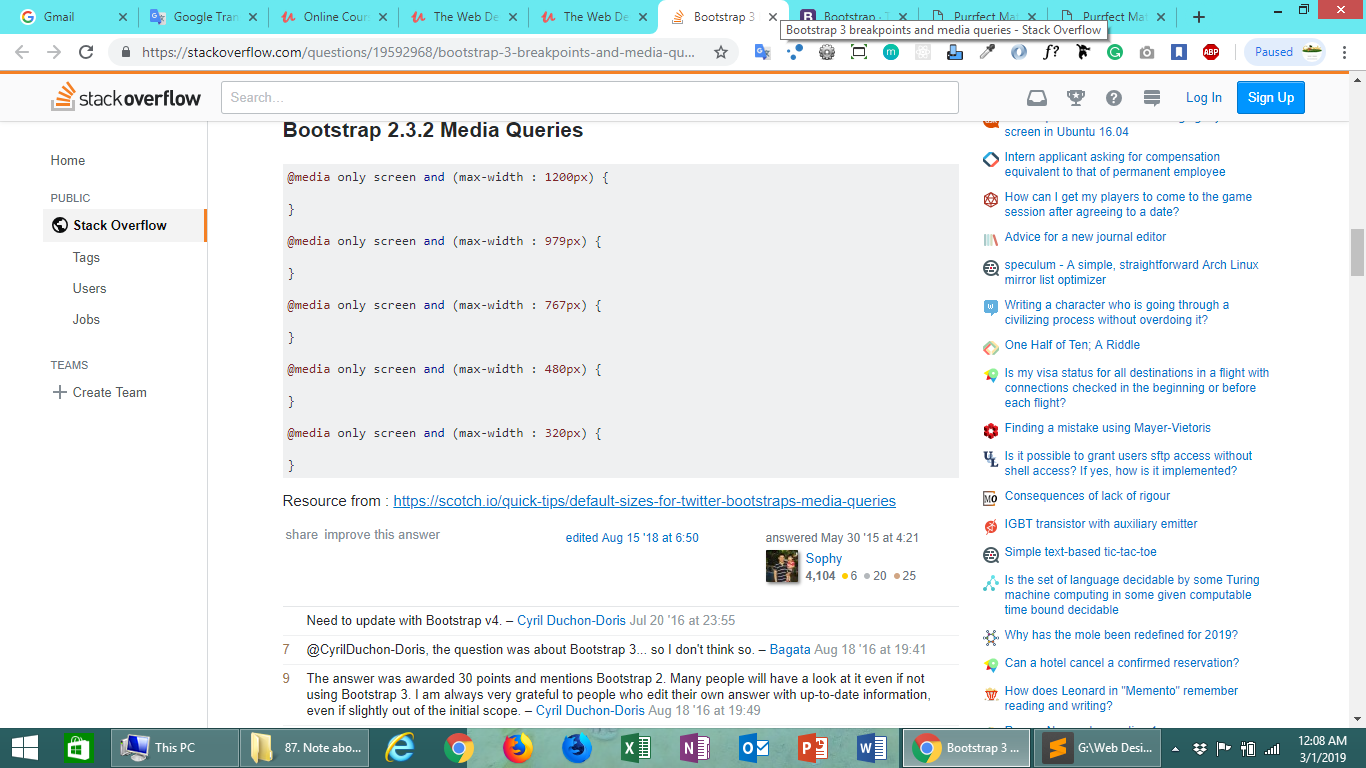 Gmail
Google Tran
Online Cours
The Web De
The Web De
Bootstrap 3
Bootstrap · T
Purrfect Mat
Purrfect Mat
Bootstrap 3 breakpoints and media queries - Stack Overflow
https://stackoverflow.com/questions/19592968/bootstrap-3-breakpoints-and-media-qu...
Paused
stackoverflow
Search...
Log In
Sign Up
Home
PUBLIC
Stack Overflow
Tags
Users
Jobs
TEAMS
Create Team
Bootstrap 2.3.2 Media Queries
@media only screen and (max-width : 1200px) {
}
@media only screen and (max-width : 979px) {
}
@media only screen and (max-width : 767px) {
}
@media only screen and (max-width : 480px) {
}
@media only screen and (max-width : 320px) {
}
Resource from : https://scotch.io/quick-tips/default-sizes-for-twitter-bootstraps-media-queries
share improve this answer
edited Aug 15 '18 at 6:50
answered May 30 '15 at 4:21
Sophy
4,104 6 20 25
Need to update with Bootstrap v4. – Cyril Duchon-Doris Jul 20 '16 at 23:55
7 @CyrilDuchon-Doris, the question was about Bootstrap 3... so I don't think so. – Bagata Aug 18 '16 at 19:41
9 The answer was awarded 30 points and mentions Bootstrap 2. Many people will have a look at it even if not
using Bootstrap 3. I am always very grateful to people who edit their own answer with up-to-date information,
even if slightly out of the initial scope. – Cyril Duchon-Doris Aug 18 '16 at 19:49
screen in Ubuntu 16.04
Intern applicant asking for compensation
equivalent to that of permanent employee
How can I get my players to come to the game
session after agreeing to a date?
Advice for a new journal editor
speculum - A simple, straightforward Arch Linux
mirror list optimizer
Writing a character who is going through a
civilizing process without overdoing it?
One Half of Ten; A Riddle
Is my visa status for all destinations in a flight with
connections checked in the beginning or before
each flight?
Finding a mistake using Mayer-Vietoris
Is it possible to grant users sftp access without
shell access? If yes, how is it implemented?
Consequences of lack of rigour
IGBT transistor with auxiliary emitter
Simple text-based tic-tac-toe
Is the set of language decidable by some Turing
machine computing in some given computable
time bound decidable
Why has the mole been redefined for 2019?
Can a hotel cancel a confirmed reservation?
How does Leonard in "Memento" remember
reading and writing?
This PC
87. Note abo...
Bootstrap 3 ...
G:\Web Desi...
12:08 AM
3/1/2019